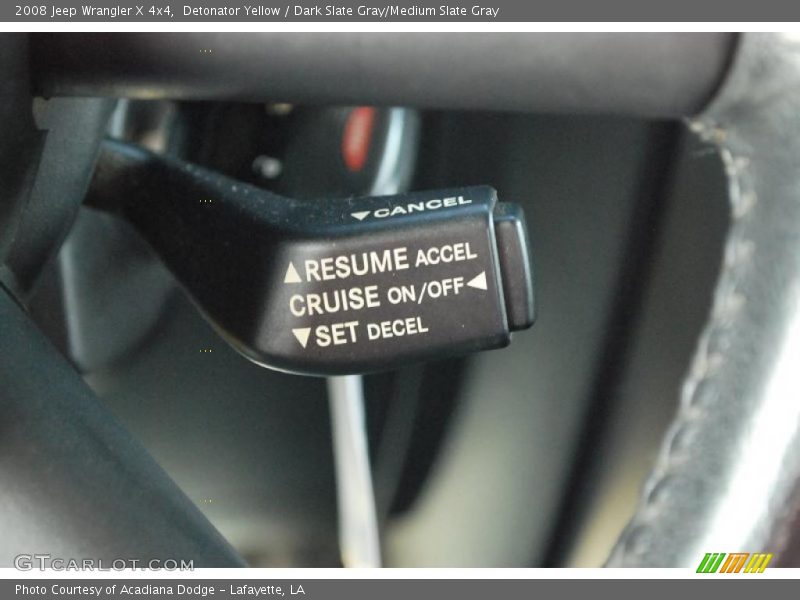 2008 Jeep Wrangler X 4x4,  Detonator Yellow / Dark Slate Gray/Medium Slate Gray
▼CANCEL
▲RESUME ACCEL
CRUISE ON/OFF◀
▼SET DECEL
GTCARLOT.COM
Photo Courtesy of Acadiana Dodge - Lafayette, LA